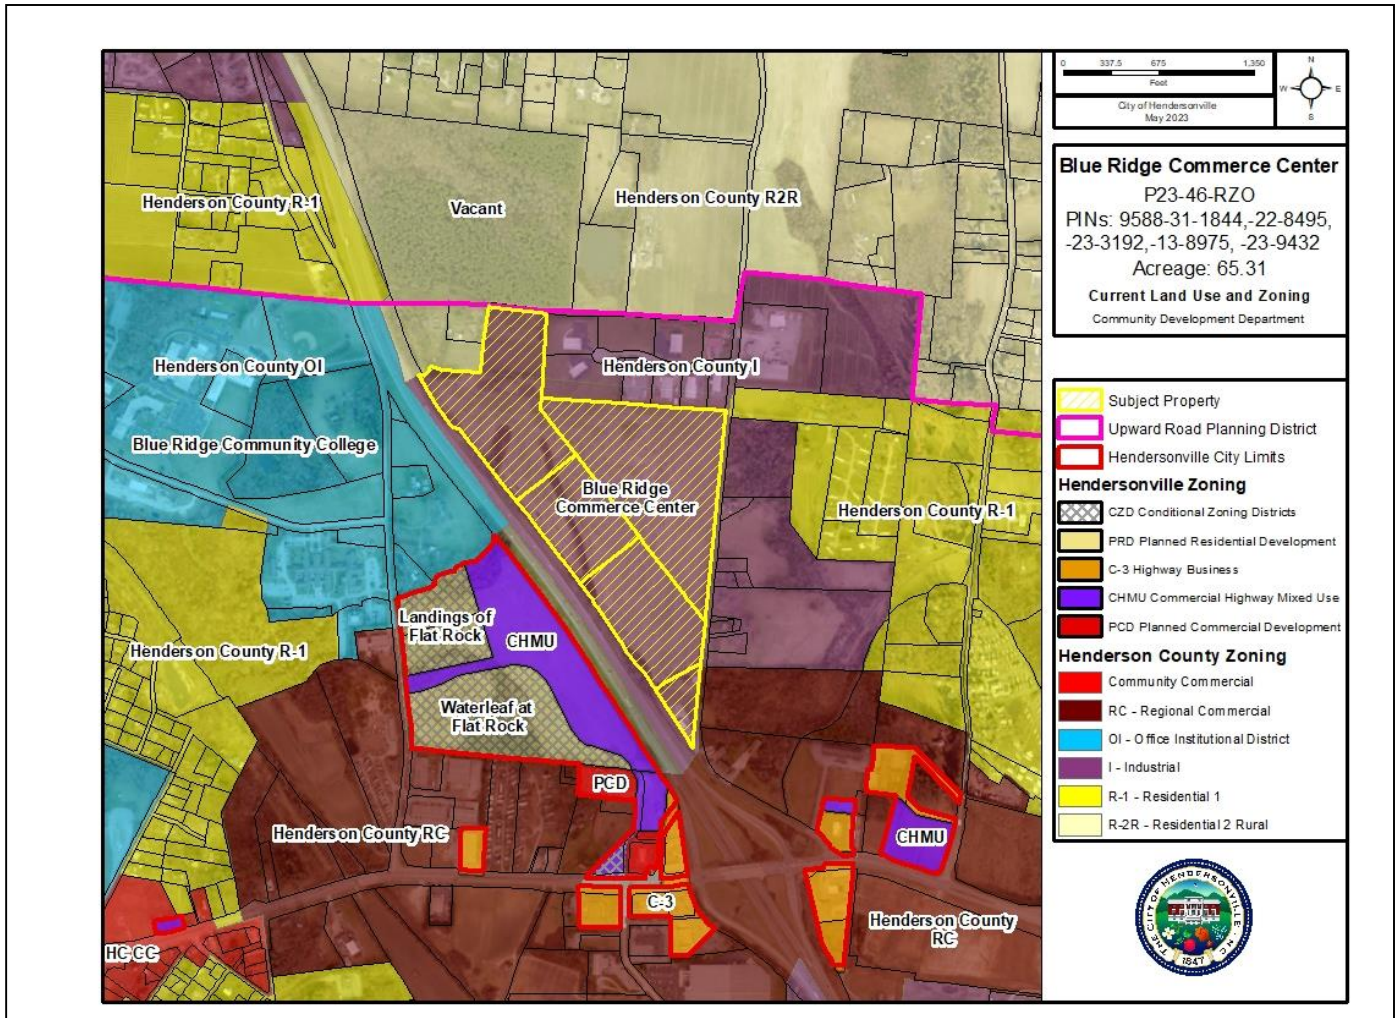 0 337.5 675 1,350
Feet
City of Hendersonville
May 2023
N
W E
S
Blue Ridge Commerce Center
P23-46-RZO
PINs: 9588-31-1844,-22-8495,
-23-3192,-13-8975, -23-9432
Acreage: 65.31
Current Land Use and Zoning
Community Development Department
Subject Property
Upward Road Planning District
Hendersonville City Limits
Hendersonville Zoning
CZD Conditional Zoning Districts
PRD Planned Residential Development
C-3 Highway Business
CHMU Commercial Highway Mixed Use
PCD Planned Commercial Development
Henderson County Zoning
Community Commercial
RC - Regional Commercial
OI - Office Institutional District
I - Industrial
R-1 - Residential 1
R-2R - Residential 2 Rural
THE CITY OF HENDERSONVILLE, N.C.
1847
Henderson County R-1
Vacant
Henderson County R2R
Henderson County OI
Henderson County I
Blue Ridge Community College
Blue Ridge
Commerce Center
Henderson County R-1
Landings of
Flat Rock
CHMU
Henderson County R-1
Waterleaf at
Flat Rock
PCD
Henderson County RC
CHMU
C-3
Henderson County
RC
HC CC